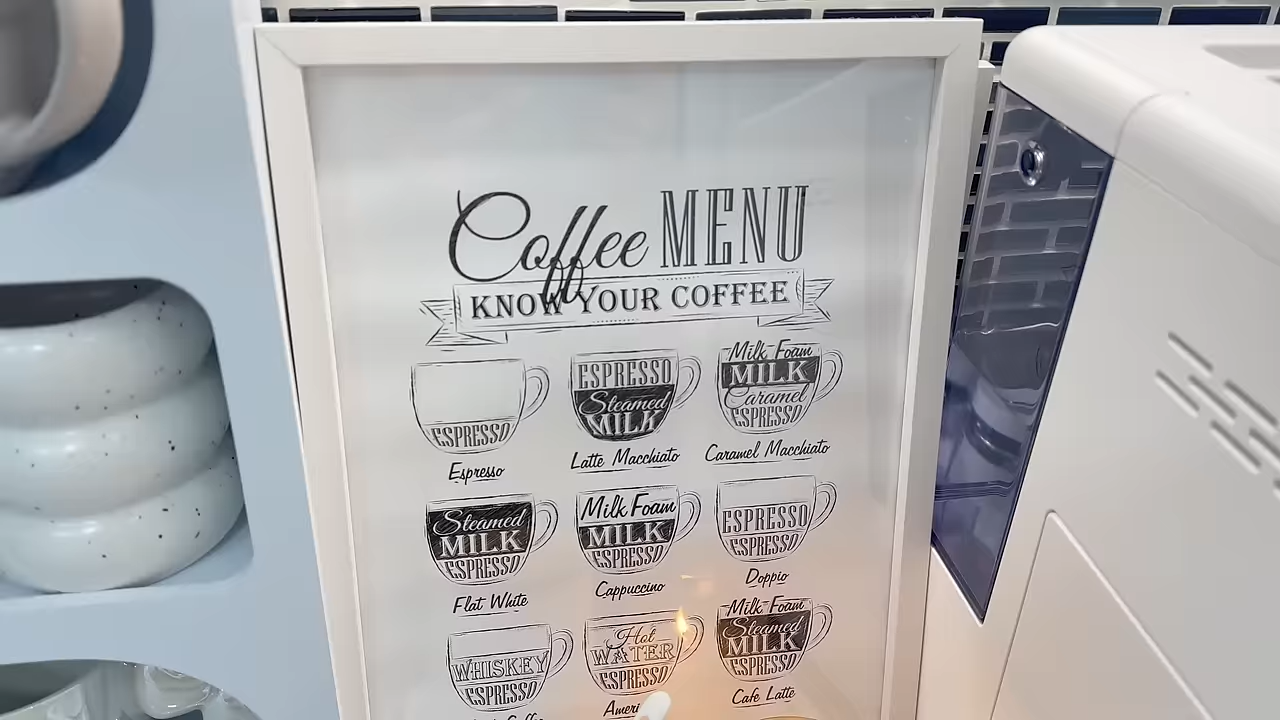 Coffee MENU
KNOW YOUR COFFEE
ESPRESSO
Espresso
ESPRESSO
Steamed
MILK
Latte Macchiato
Milk Foam
MILK
Caramel
ESPRESSO
Caramel Macchiato
Steamed
MILK
ESPRESSO
Flat White
Milk Foam
MILK
ESPRESSO
Cappuccino
ESPRESSO
ESPRESSO
Doppio
WHISKEY
ESPRESSO
Hot
WATER
ESPRESSO
Ameri
Milk Foam
Steamed
MILK
ESPRESSO
Cafe Latte